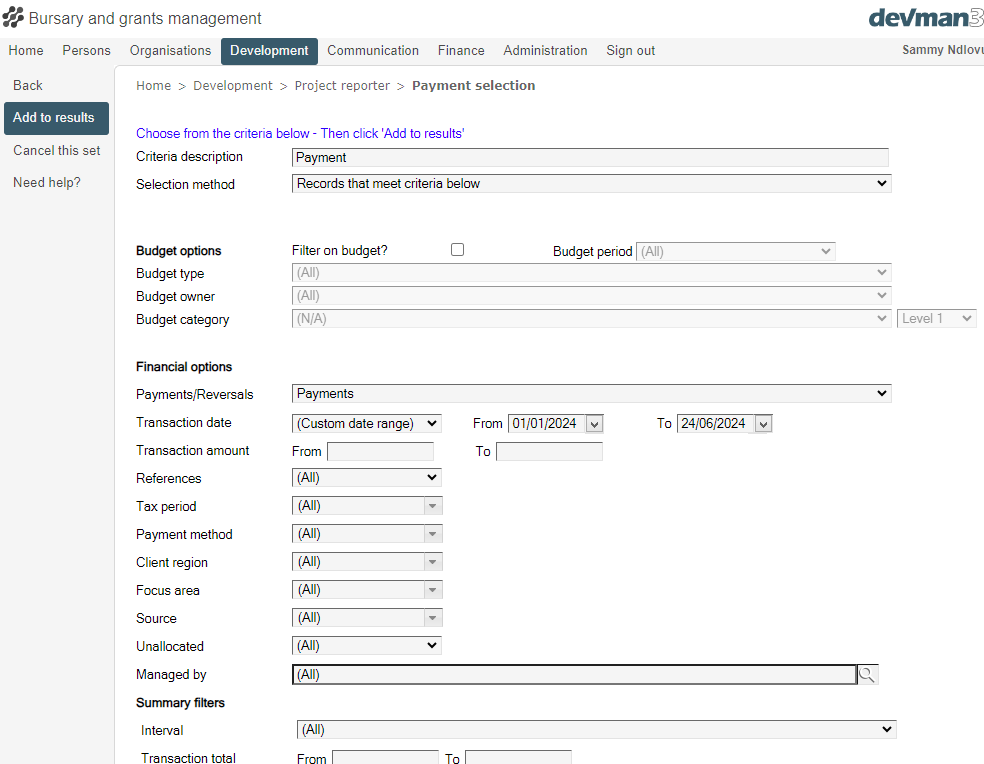 Bursary and grants management
devman3
Home Persons Organisations Development Communication Finance Administration Sign out Sammy Ndlovu
Back
Add to results
Cancel this set
Need help?
Home > Development > Project reporter > Payment selection
Choose from the criteria below - Then click 'Add to results'
Criteria description Payment
Selection method Records that meet criteria below
Budget options Filter on budget? Budget period (All)
Budget type (All)
Budget owner (All)
Budget category (N/A) Level 1
Financial options
Payments/Reversals Payments
Transaction date (Custom date range) From 01/01/2024 To 24/06/2024
Transaction amount From To
References (All)
Tax period (All)
Payment method (All)
Client region (All)
Focus area (All)
Source (All)
Unallocated (All)
Managed by (All)
Summary filters
Interval (All)
Transaction total From To